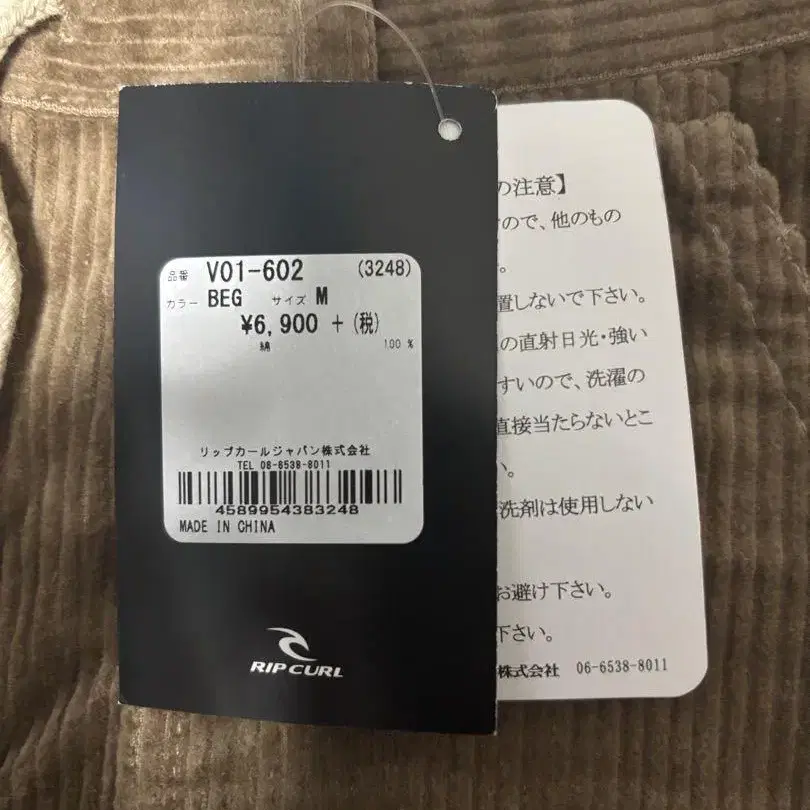 品番 V01-602 (3248)
カラー BEG サイズ M
¥6,900 + (税)
綿 100 %
リップカールジャパン株式会社
TEL 06-6538-8011
4589954383248
MADE IN CHINA
RIP CURL
の注意】
ので、他のもの
。
置しないで下さい。
の直射日光・強い
すいので、洗濯の
直接当たらないとこ
い。
洗剤は使用しない
お避け下さい。
下さい。
株式会社 06-6538-8011